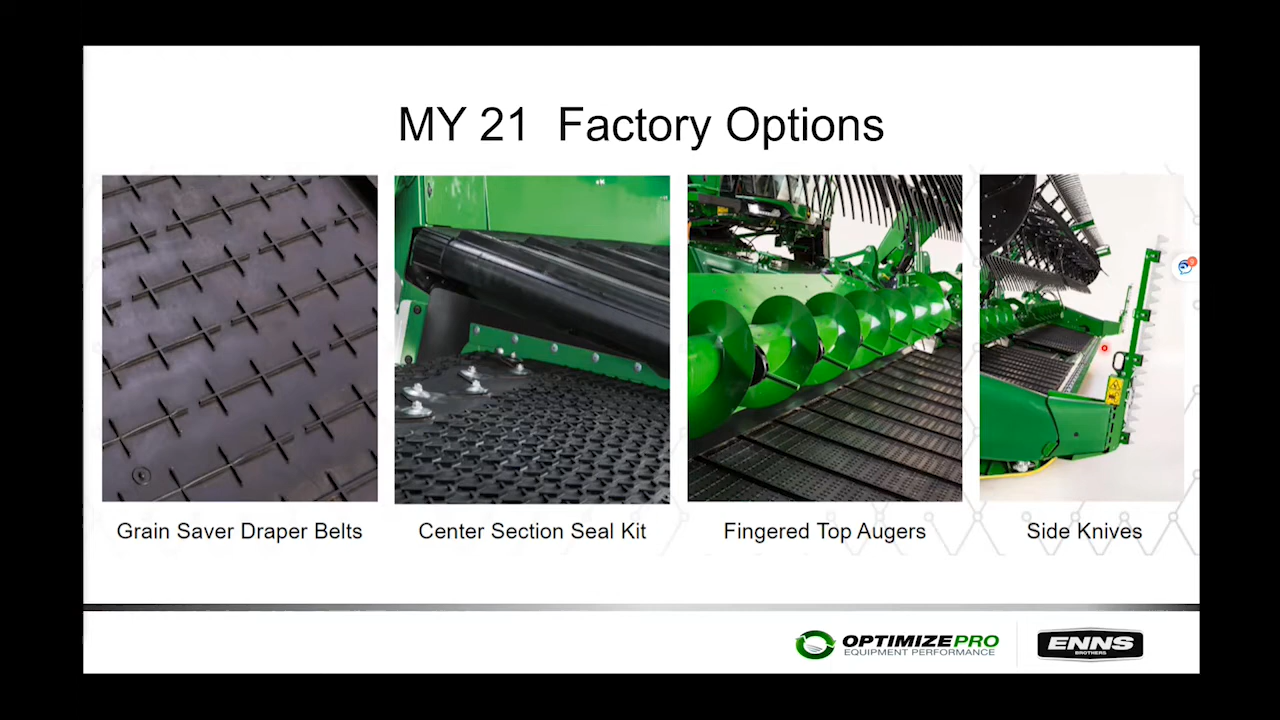 MY 21 Factory Options
Grain Saver Draper Belts
Center Section Seal Kit
Fingered Top Augers
Side Knives
OPTIMIZEPRO
EQUIPMENT PERFORMANCE
ENNS
BROTHERS